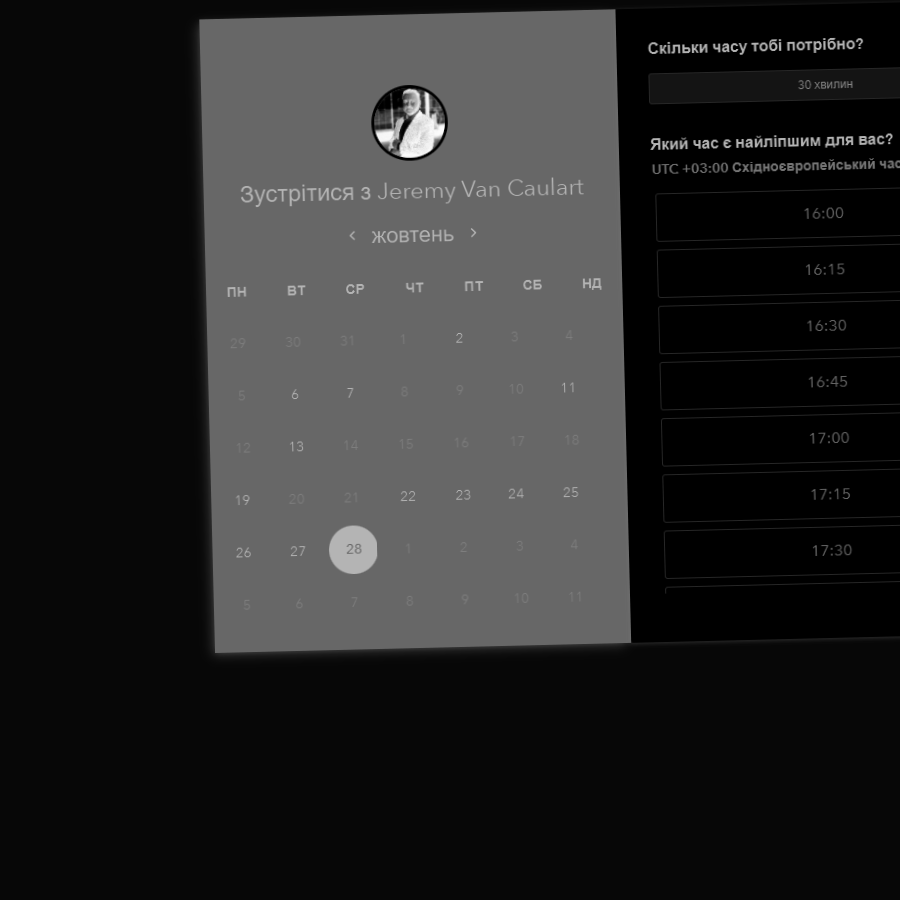 Зустрітися з Jeremy Van Caulart
‹ жовтень ›
ПН ВТ СР ЧТ ПТ СБ НД
29 30 31 1 2 3 4
5 6 7 8 9 10 11
12 13 14 15 16 17 18
19 20 21 22 23 24 25
26 27 28 1 2 3 4
5 6 7 8 9 10 11
Скільки часу тобі потрібно?
30 хвилин
Який час є найліпшим для вас?
UTC +03:00 Східноєвропейський час
16:00
16:15
16:30
16:45
17:00
17:15
17:30